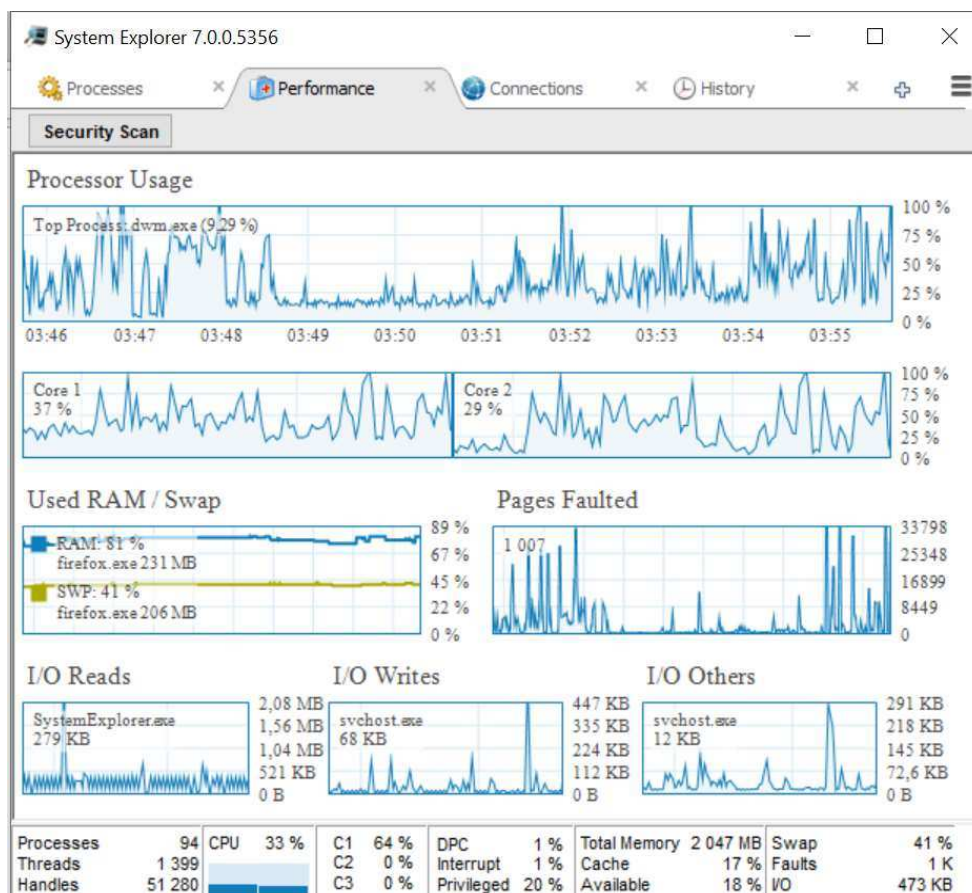 System Explorer 7.0.0.5356
Processes
Performance
Connections
History
Security Scan
Processor Usage
Top Process: dwm.exe (9,29 %)
100 %
75 %
50 %
25 %
0 %
03:46 03:47 03:48 03:49 03:50 03:51 03:52 03:53 03:54 03:55
Core 1
37 %
Core 2
29 %
100 %
75 %
50 %
25 %
0 %
Used RAM / Swap
RAM: 81 %
firefox.exe 231 MB
SWP: 41 %
firefox.exe 206 MB
89 %
67 %
45 %
22 %
0 %
Pages Faulted
1 007
33798
25348
16899
8449
0
I/O Reads
SystemExplorer.exe
279 KB
2,08 MB
1,56 MB
1,04 MB
521 KB
0 B
I/O Writes
svchost.exe
68 KB
447 KB
335 KB
224 KB
112 KB
0 B
I/O Others
svchost.exe
12 KB
291 KB
218 KB
145 KB
72,6 KB
0 B
Processes 94 CPU 33 % C1 64 % DPC 1 % Total Memory 2 047 MB Swap 41 %
Threads 1 399 C2 0 % Interrupt 1 % Cache 17 % Faults 1 K
Handles 51 280 C3 0 % Privileged 20 % Available 18 % I/O 473 KB